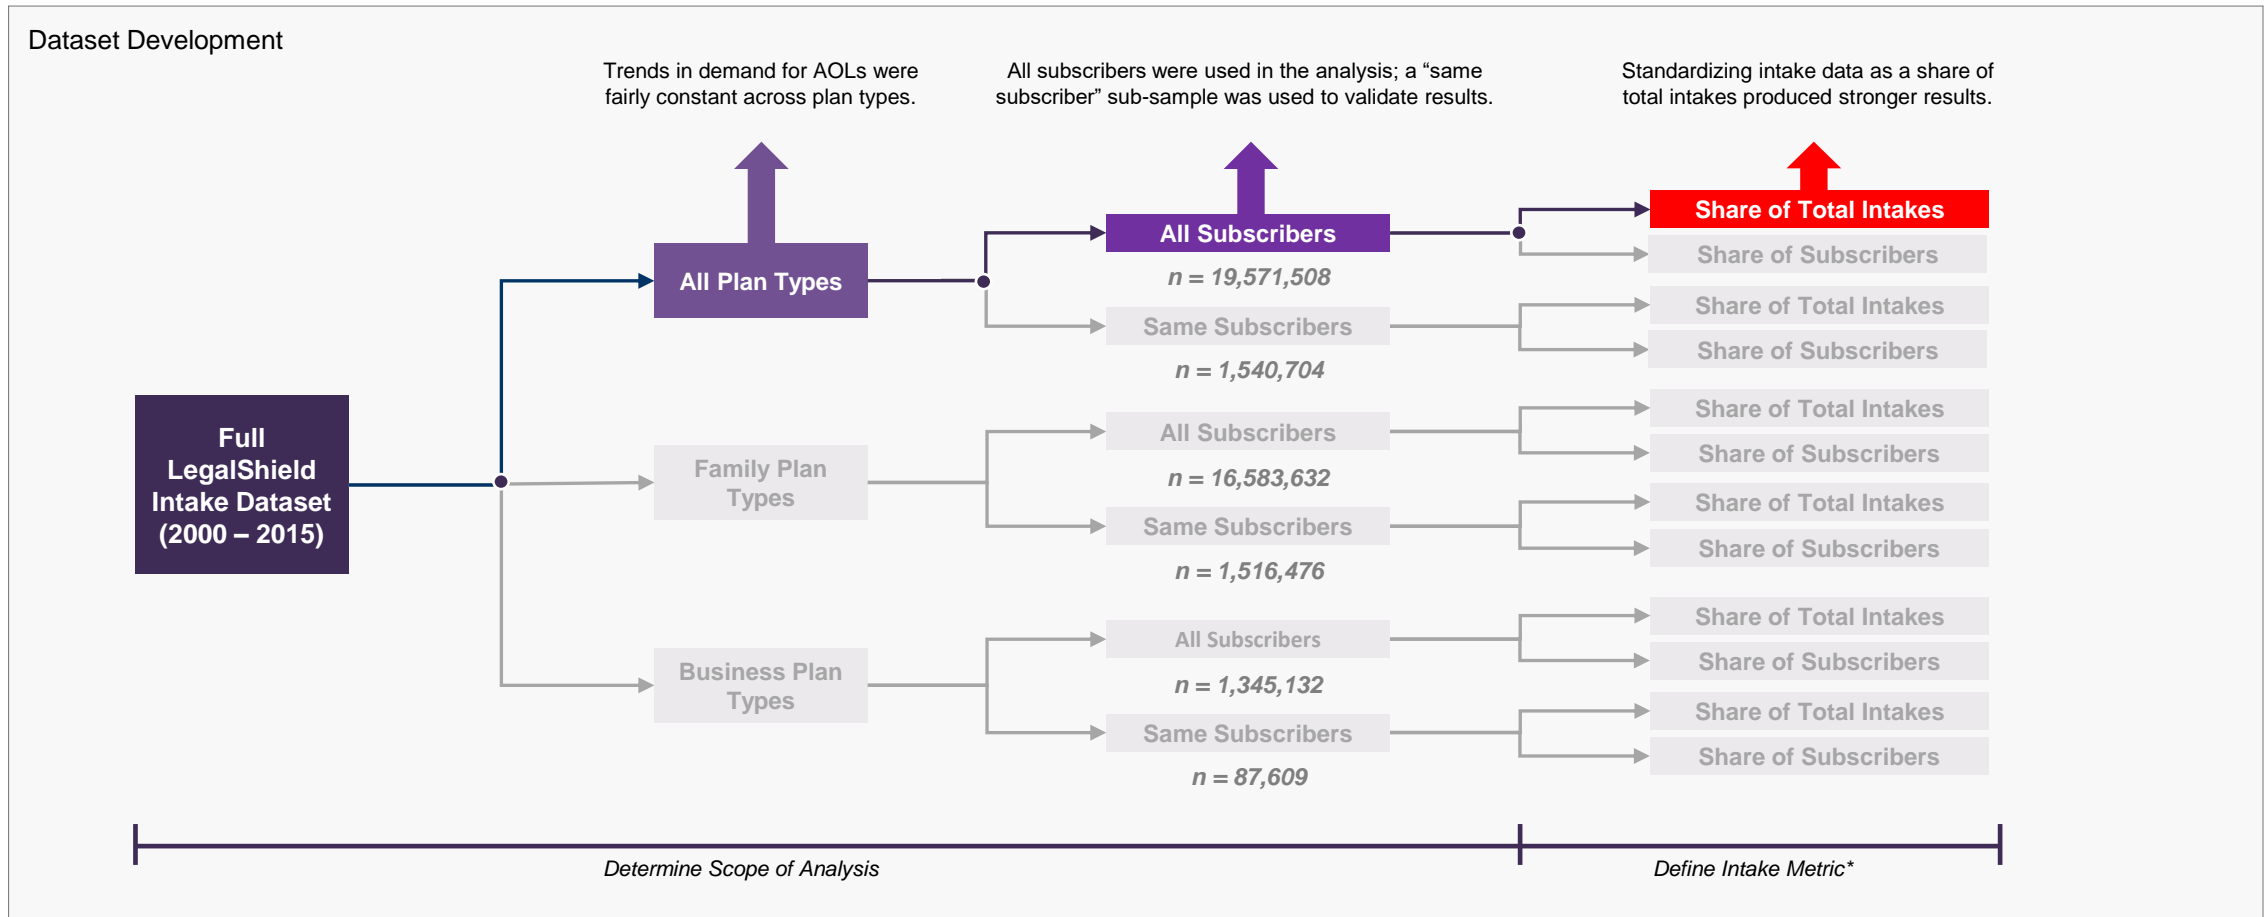 Dataset Development
Trends in demand for AOLs were
fairly constant across plan types.
All subscribers were used in the analysis; a “same
subscriber” sub-sample was used to validate results.
Standardizing intake data as a share of
total intakes produced stronger results.
Full
LegalShield
Intake Dataset
(2000 – 2015)
All Plan Types
Family Plan
Types
Business Plan
Types
All Subscribers
n = 19,571,508
Same Subscribers
n = 1,540,704
All Subscribers
n = 16,583,632
Same Subscribers
n = 1,516,476
All Subscribers
n = 1,345,132
Same Subscribers
n = 87,609
Share of Total Intakes
Share of Subscribers
Share of Total Intakes
Share of Subscribers
Share of Total Intakes
Share of Subscribers
Share of Total Intakes
Share of Subscribers
Share of Total Intakes
Share of Subscribers
Share of Total Intakes
Share of Subscribers
Determine Scope of Analysis
Define Intake Metric*